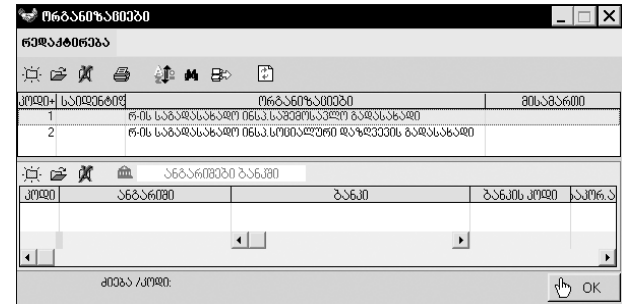 ორგანიზაციები
რედაქტირება
კოდი+ საიდენტიფ ორგანიზაციები მისამართი
1 რ-ის საგადასახადო ინსპ.საშემოსავლო გადასახადი
2 რ-ის საგადასახადო ინსპ.სოციალური დაზღვევის გადასახადი
ანგარიშები ბანკში
კოდი ანგარიში ბანკი ბანკის კოდი საკორ.ა
ძიება /კოდი:
OK